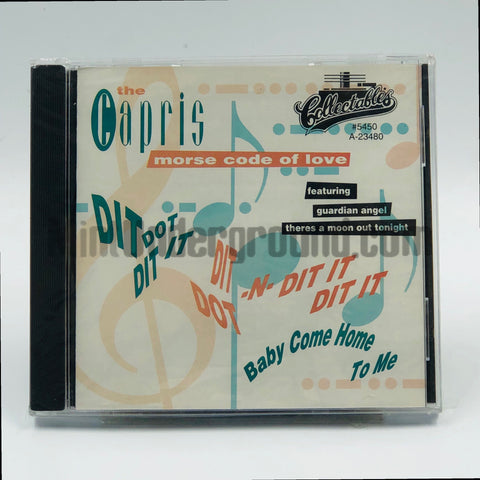 the
Capris
morse code of love
Collectables
#5450
A-23480
featuring
guardian angel
theres a moon out tonight
DIT DOT
DIT IT
DIT
DOT
-N- DIT IT
DIT IT
Baby Come Home
To Me